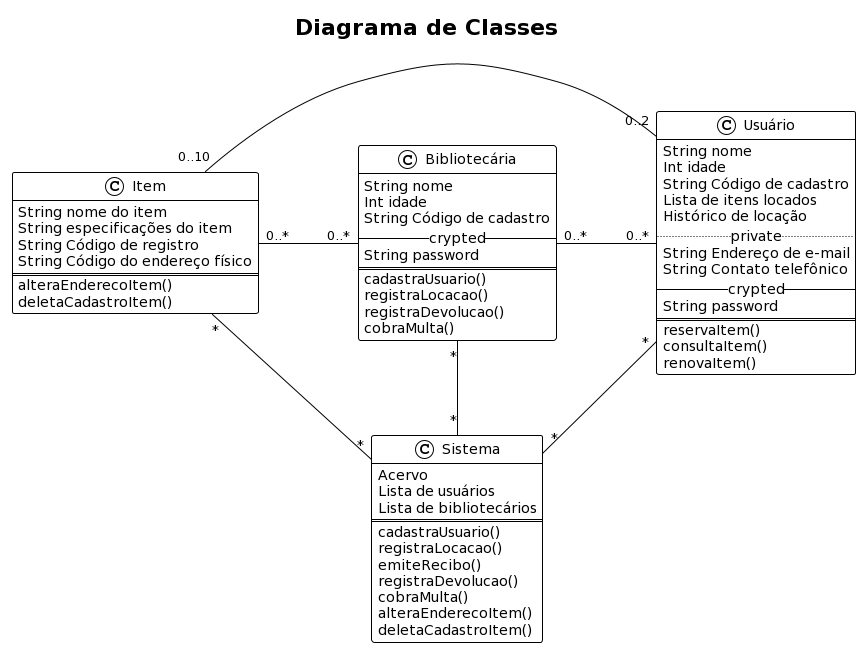 Diagrama de Classes
0..10
0..2
C Item
String nome do item
String especificações do item
String Código de registro
String Código do endereço físico
alteraEnderecoItem()
deletaCadastroItem()
0..*
0..*
C Bibliotecária
String nome
Int idade
String Código de cadastro
crypted
String password
cadastraUsuario()
registraLocacao()
registraDevolucao()
cobraMulta()
0..*
0..*
C Usuário
String nome
Int idade
String Código de cadastro
Lista de itens locados
Histórico de locação
private
String Endereço de e-mail
String Contato telefônico
crypted
String password
reservaItem()
consultaItem()
renovaItem()
*
*
*
*
*
*
C Sistema
Acervo
Lista de usuários
Lista de bibliotecários
cadastraUsuario()
registraLocacao()
emiteRecibo()
registraDevolucao()
cobraMulta()
alteraEnderecoItem()
deletaCadastroItem()